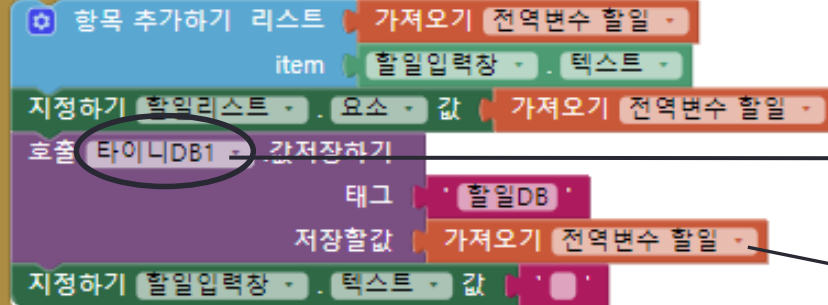 항목 추가하기 리스트 가져오기 전역변수 할일
item 할일입력창 . 텍스트
지정하기 할일리스트 . 요소 값 가져오기 전역변수 할일
호출 타이니DB1 .값저장하기
태그 ' 할일DB '
저장할값 가져오기 전역변수 할일
지정하기 할일입력창 . 텍스트 값 ' '